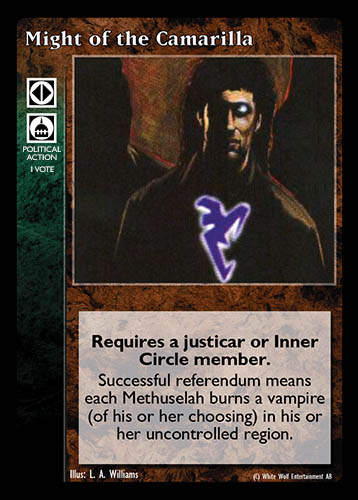 Might of the Camarilla
POLITICAL
ACTION
1 VOTE
Requires a justicar or Inner
Circle member.
Successful referendum means
each Methuselah burns a vampire
(of his or her choosing) in his or
her uncontrolled region.
Illus: L. A. Williams
(C) White Wolf Entertainment AB